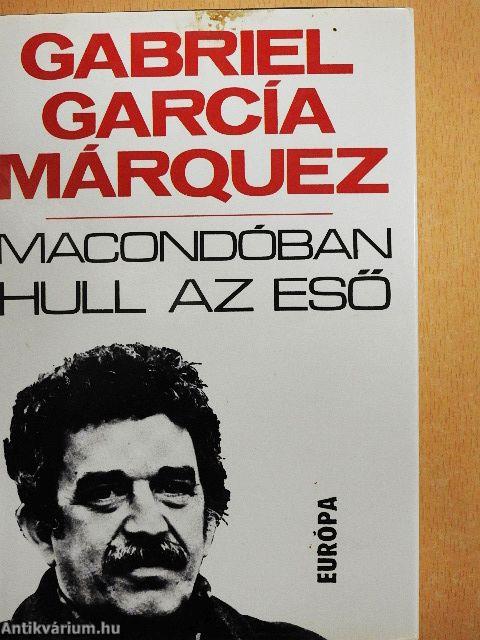 GABRIEL
GARCÍA
MÁRQUEZ
MACONDÓBAN
HULL AZ ESŐ
EURÓPA
Antikvárium.hu